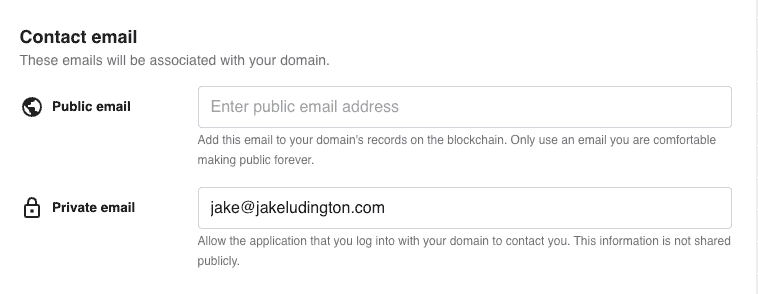 Contact email
These emails will be associated with your domain.
Public email
Enter public email address
Add this email to your domain's records on the blockchain. Only use an email you are comfortable
making public forever.
Private email
jake@jakeludington.com
Allow the application that you log into with your domain to contact you. This information is not shared
publicly.